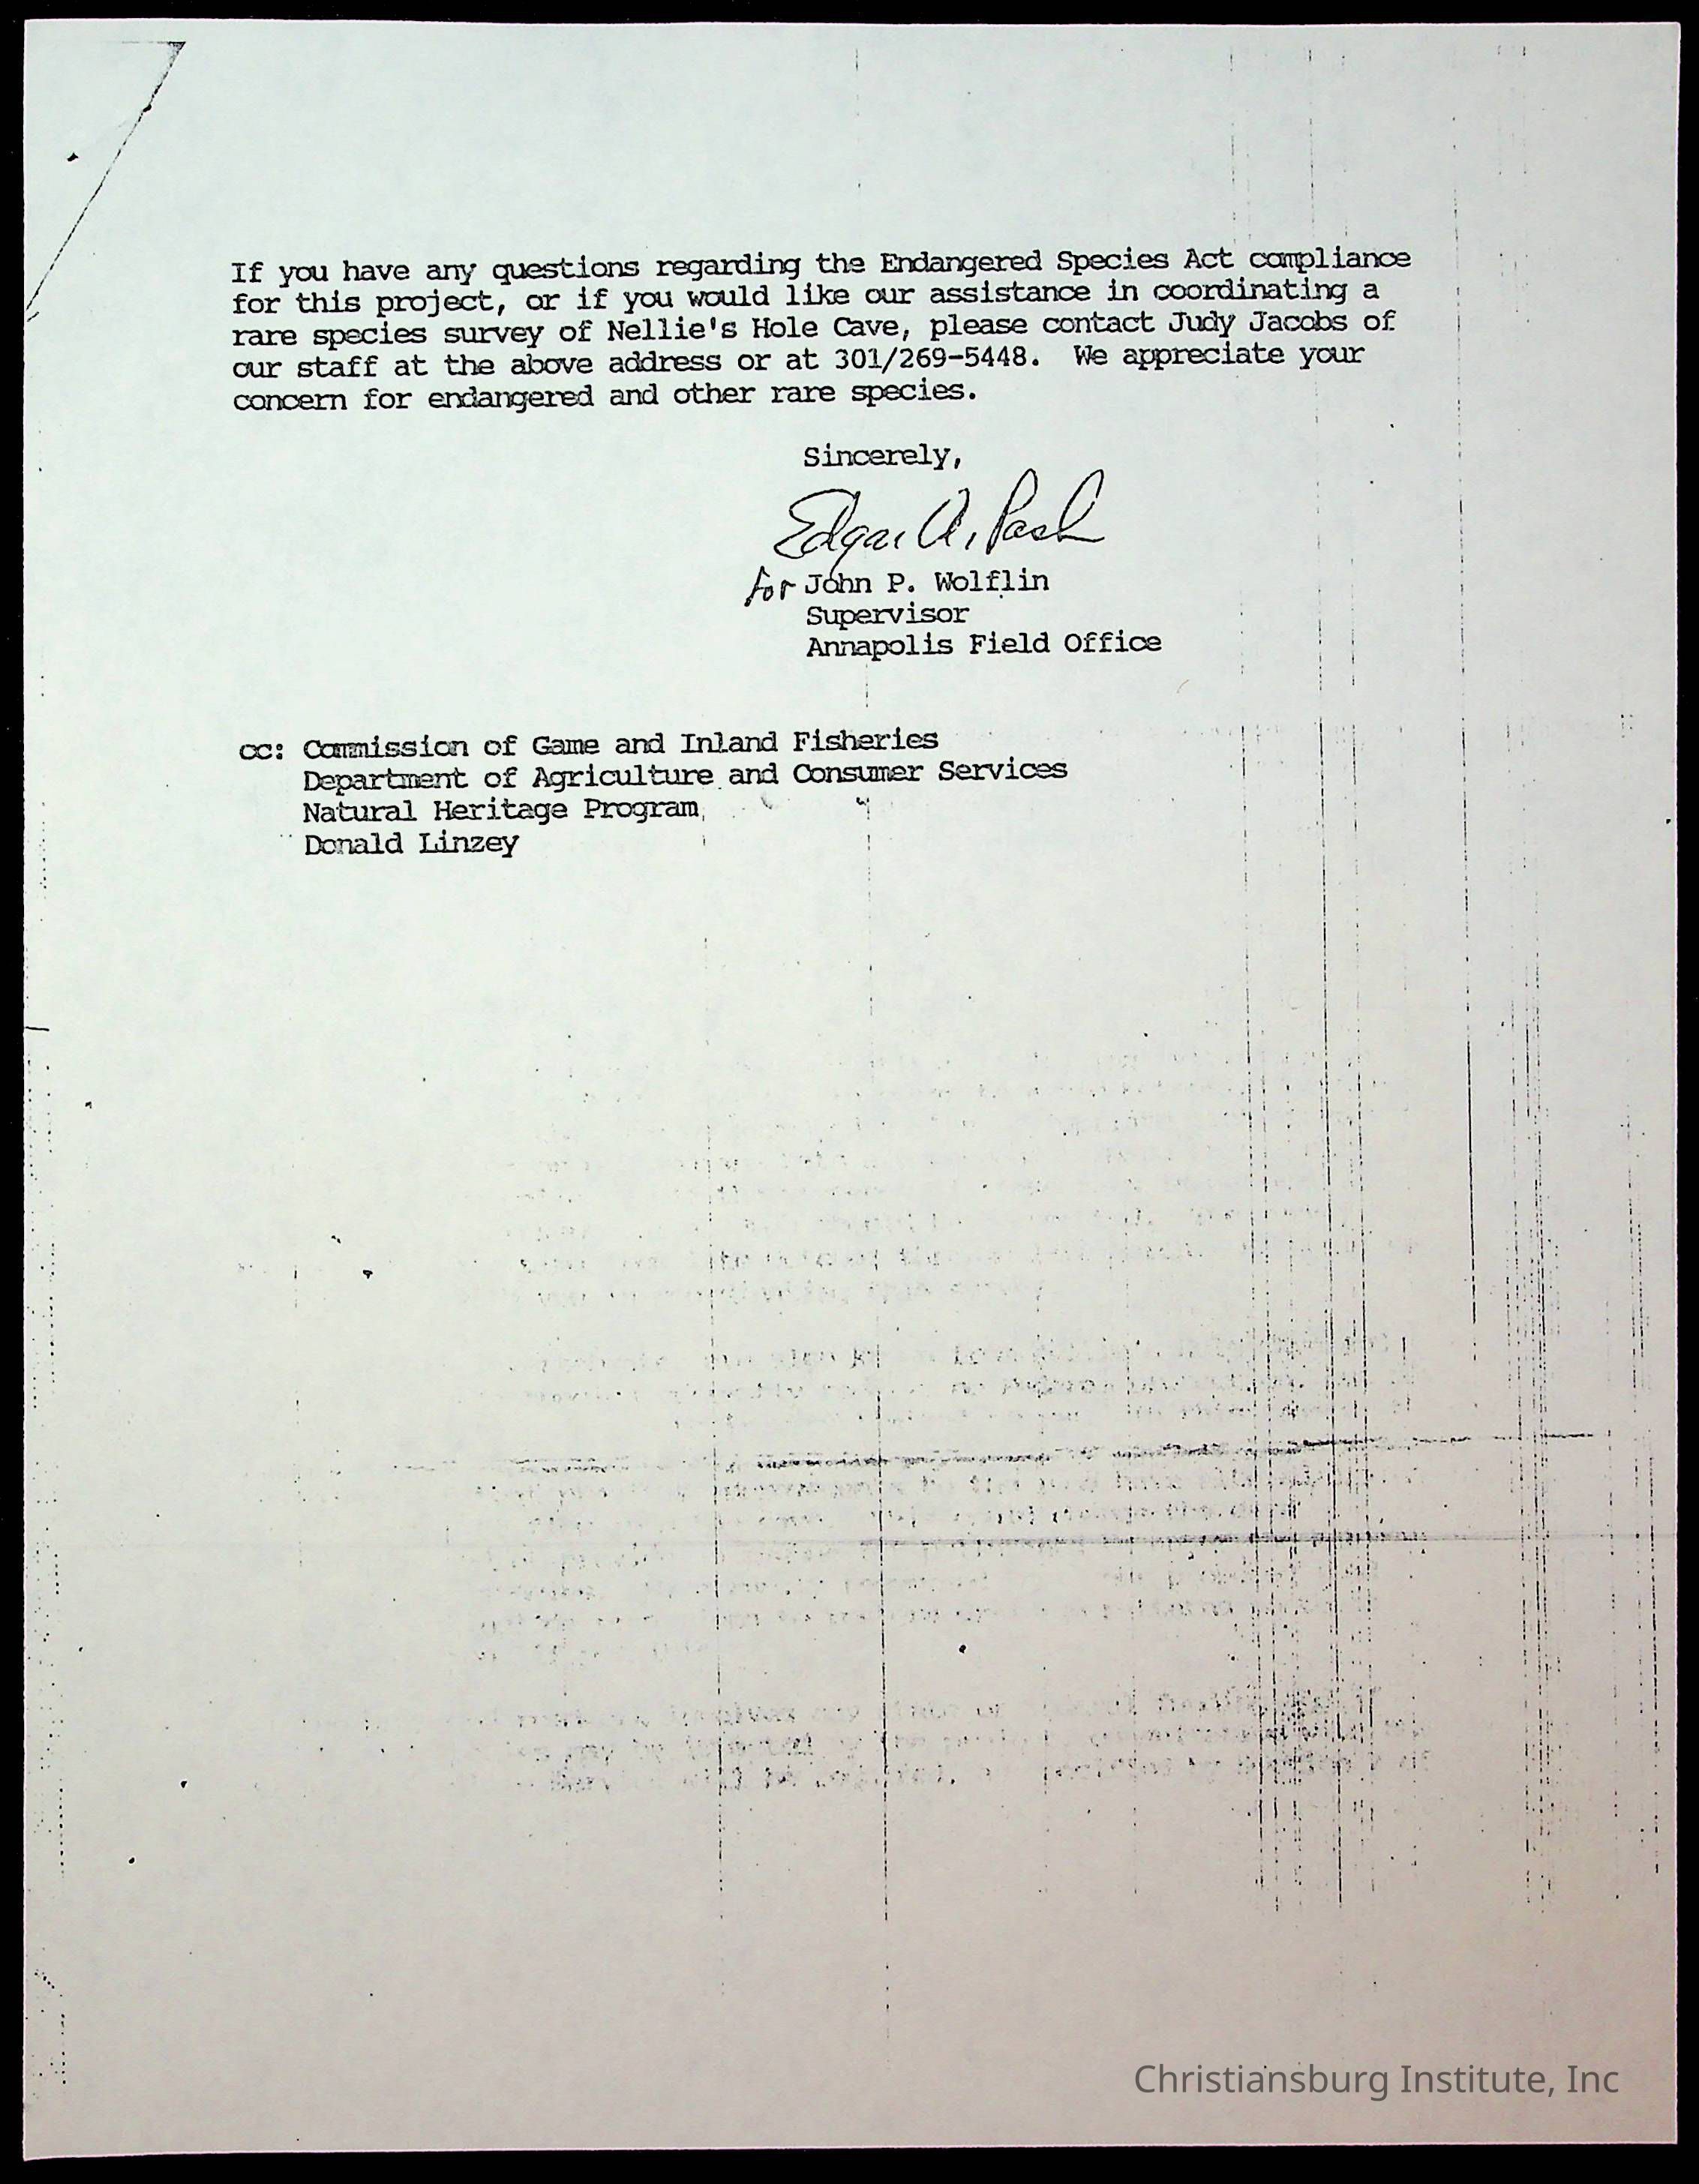 If you have any questions regarding the Endangered Species Act compliance
for this project, or if you would like our assistance in coordinating a
rare species survey of Nellie's Hole Cave, please contact Judy Jacobs of
our staff at the above address or at 301/269-5448. We appreciate your
concern for endangered and other rare species.
Sincerely,
Edgar A. Pash
for John P. Wolflin
Supervisor
Annapolis Field Office
cc: Commission of Game and Inland Fisheries
Department of Agriculture and Consumer Services
Natural Heritage Program
Donald Linzey
Christiansburg Institute, Inc